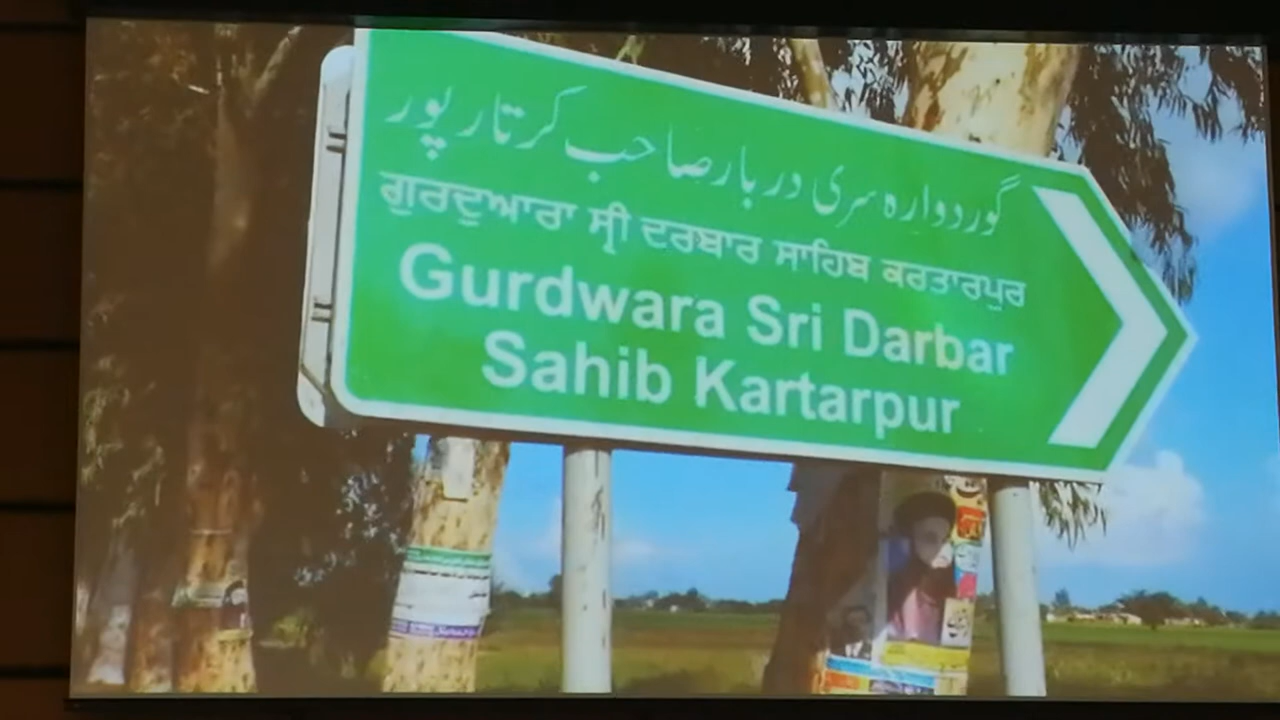 گوردوارہ سری دربار صاحب کرتارپور
ਗੁਰਦੁਆਰਾ ਸ੍ਰੀ ਦਰਬਾਰ ਸਾਹਿਬ ਕਰਤਾਰਪੁਰ
Gurdwara Sri Darbar
Sahib Kartarpur